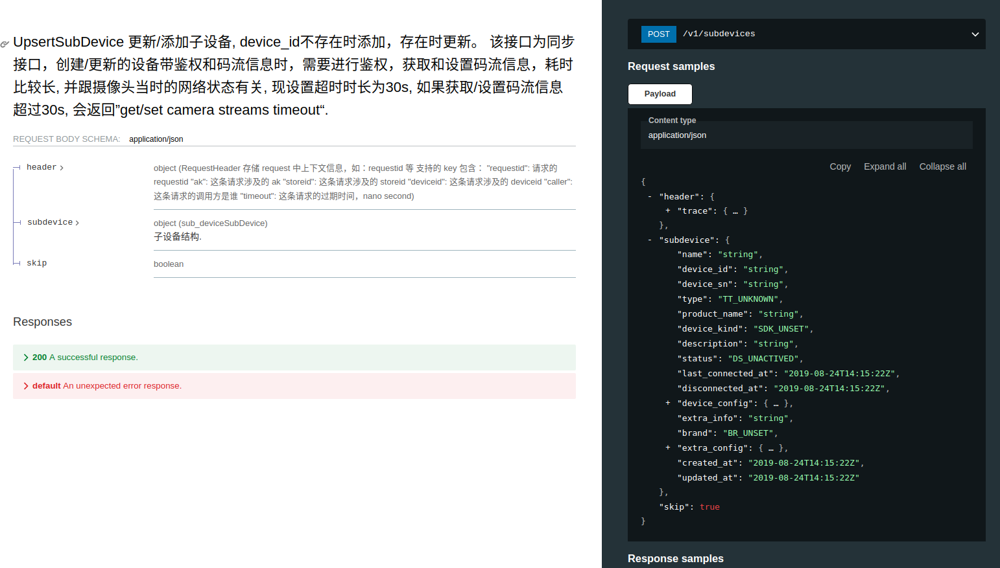 UpsertSubDevice 更新/添加子设备, device_id不存在时添加，存在时更新。 该接口为同步
接口，创建/更新的设备带鉴权和码流信息时，需要进行鉴权，获取和设置码流信息，耗时
比较长, 并跟摄像头当时的网络状态有关, 现设置超时时长为30s, 如果获取/设置码流信息
超过30s, 会返回”get/set camera streams timeout“.
REQUEST BODY SCHEMA: application/json
header
object (RequestHeader 存储 request 中上下文信息，如：requestid 等 支持的 key 包含： "requestid": 请求的
requestid "ak": 这条请求涉及的 ak "storeid": 这条请求涉及的 storeid "deviceid": 这条请求涉及的 deviceid "caller":
这条请求的调用方是谁 "timeout": 这条请求的过期时间，nano second)
subdevice
object (sub_deviceSubDevice)
子设备结构.
skip
boolean
Responses
200 A successful response.
default An unexpected error response.
POST /v1/subdevices
Request samples
Payload
Content type
application/json
Copy Expand all Collapse all
{
- "header": {
+ "trace": { … }
},
- "subdevice": {
"name": "string",
"device_id": "string",
"device_sn": "string",
"type": "TT_UNKNOWN",
"product_name": "string",
"device_kind": "SDK_UNSET",
"description": "string",
"status": "DS_UNACTIVED",
"last_connected_at": "2019-08-24T14:15:22Z",
"disconnected_at": "2019-08-24T14:15:22Z",
+ "device_config": { … },
"extra_info": "string",
"brand": "BR_UNSET",
+ "extra_config": { … },
"created_at": "2019-08-24T14:15:22Z",
"updated_at": "2019-08-24T14:15:22Z"
},
"skip": true
}
Response samples